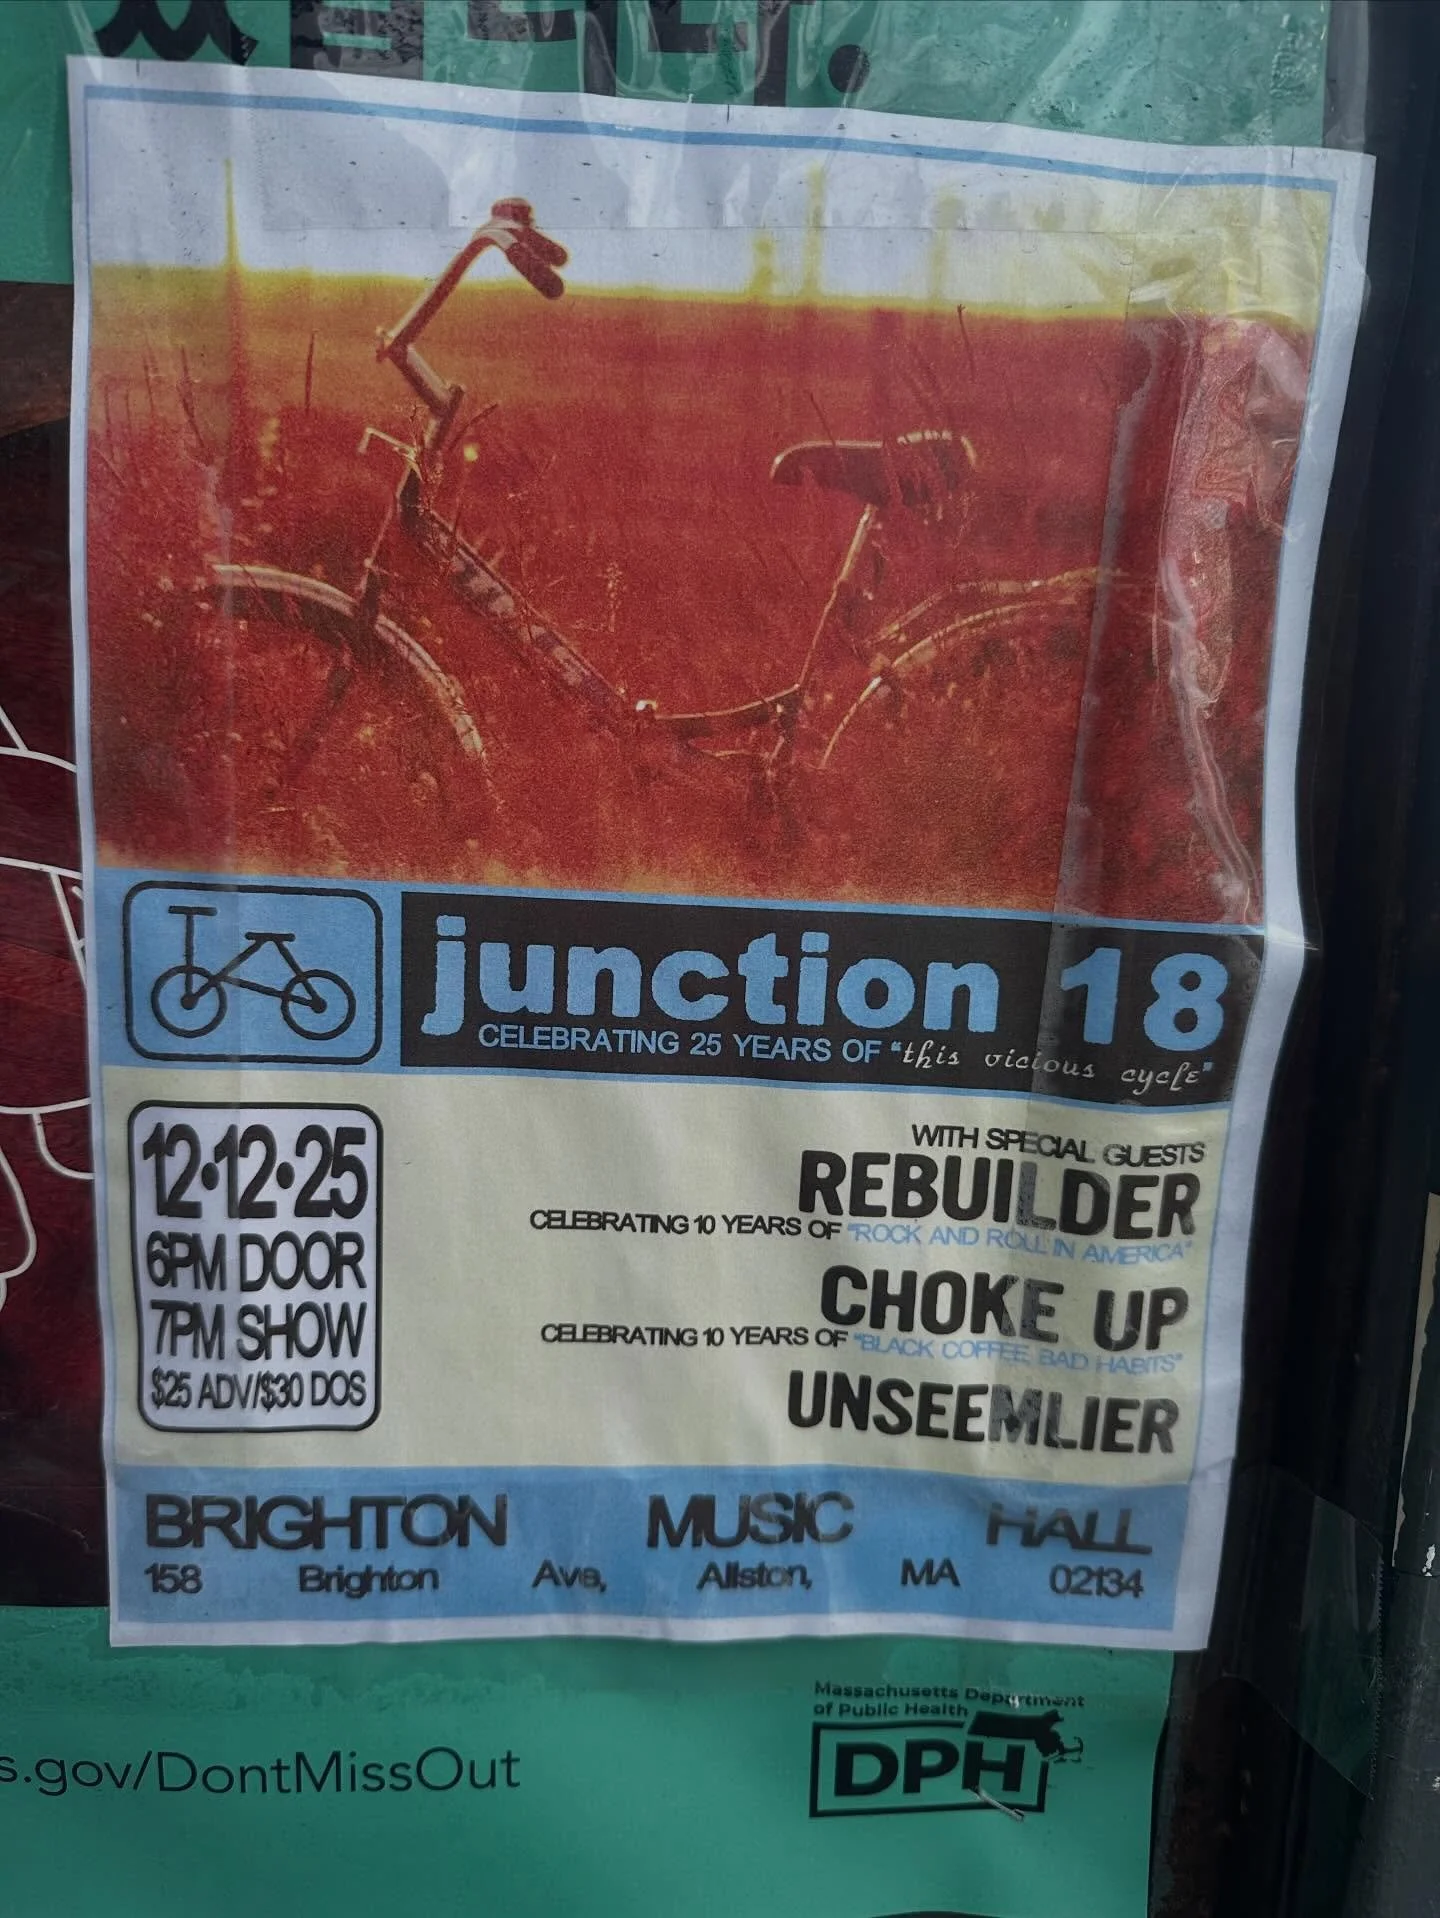 junction 18
CELEBRATING 25 YEARS OF "this vicious cycle"
12•12•25
6PM DOOR
7PM SHOW
$25 ADV/$30 DOS
WITH SPECIAL GUESTS
REBUILDER
CELEBRATING 10 YEARS OF "ROCK AND ROLL IN AMERICA"
CHOKE UP
CELEBRATING 10 YEARS OF "BLACK COFFEE, BAD HABITS"
UNSEEMLIER
BRIGHTON MUSIC HALL
158 Brighton Ave, Allston, MA 02134
Massachusetts Department
of Public Health
DPH
s.gov/DontMissOut